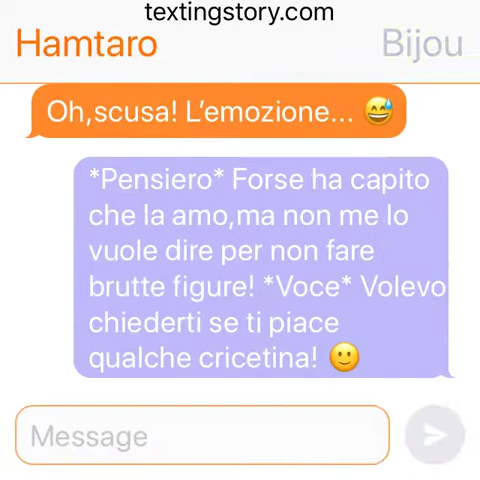 textingstory.com
Hamtaro
Bijou
Oh,scusa! L’emozione... 😅
*Pensiero* Forse ha capito
che la amo,ma non me lo
vuole dire per non fare
brutte figure! *Voce* Volevo
chiederti se ti piace
qualche cricetina! 🙂
Message